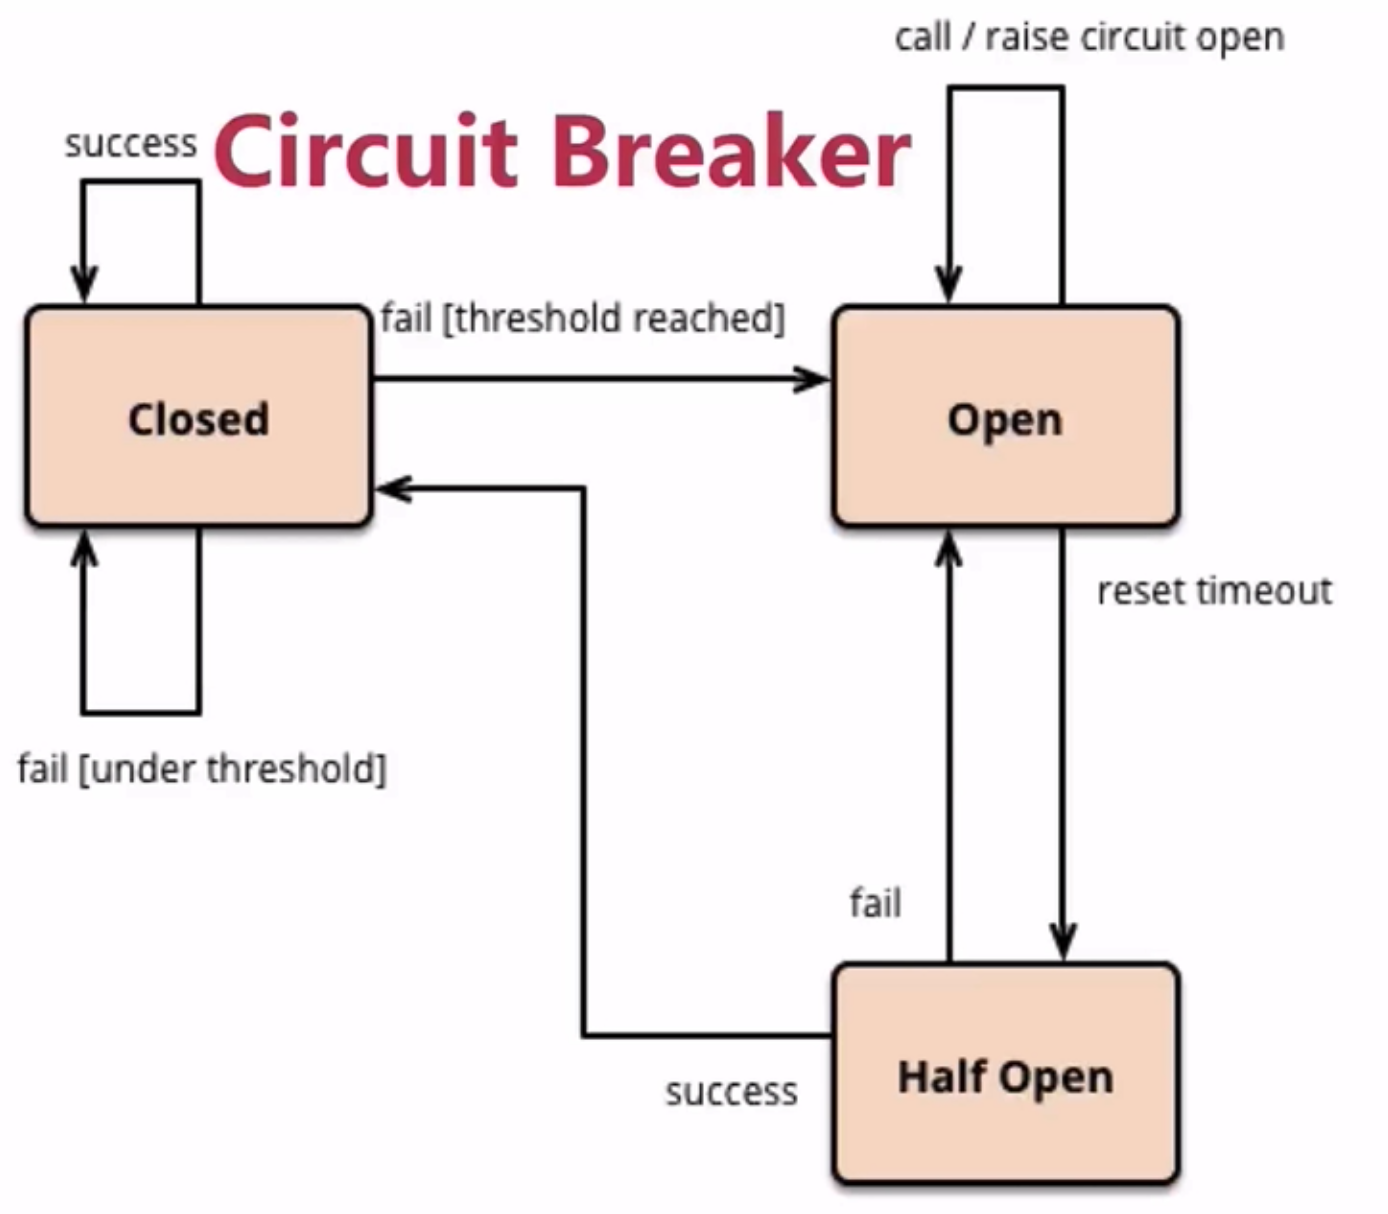 call / raise circuit open
success
Circuit Breaker
fail [threshold reached]
Closed
Open
reset timeout
fail [under threshold]
fail
Half Open
success